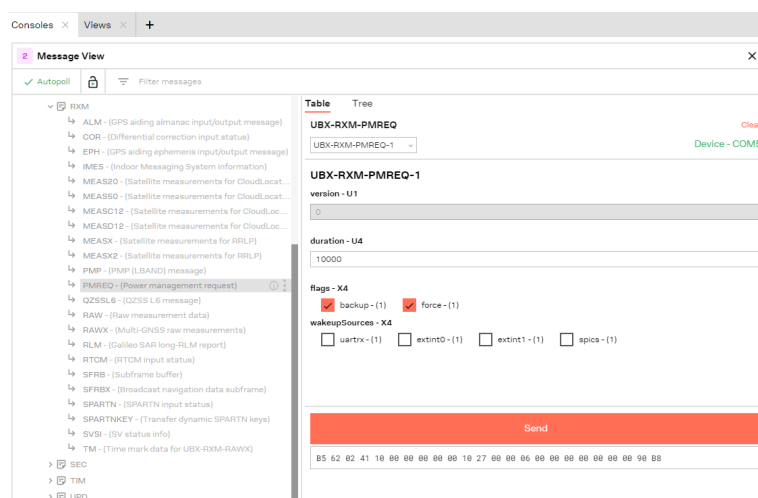 Consoles × Views × +
2 Message View ×
Autopoll Filter messages
RXM
ALM - (GPS aiding almanac input/output message)
COR - (Differential correction input status)
EPH - (GPS aiding ephemeris input/output message)
IMES - (Indoor Messaging System information)
MEAS20 - (Satellite measurements for CloudLocat...
MEAS50 - (Satellite measurements for CloudLocat...
MEASC12 - (Satellite measurements for CloudLoc...
MEASD12 - (Satellite measurements for CloudLoc...
MEASX - (Satellite measurements for RRLP)
MEASX2 - (Satellite measurements for RRLP)
PMP - (PMP (LBAND) message)
PMREQ - (Power management request)
QZSSL6 - (QZSS L6 message)
RAW - (Raw measurement data)
RAWX - (Multi-GNSS raw measurements)
RLM - (Galileo SAR long-RLM report)
RTCM - (RTCM input status)
SFRB - (Subframe buffer)
SFRBX - (Broadcast navigation data subframe)
SPARTN - (SPARTN input status)
SPARTNKEY - (Transfer dynamic SPARTN keys)
SVSI - (SV status info)
TM - (Time mark data for UBX-RXM-RAWX)
SEC
TIM
UPD
Table Tree
UBX-RXM-PMREQ Clea
UBX-RXM-PMREQ-1 Device - COM
UBX-RXM-PMREQ-1
version - U1
0
duration - U4
10000
flags - X4
backup - (1) force - (1)
wakeupSources - X4
uartrx - (1) extint0 - (1) extint1 - (1) spics - (1)
Send
B5 62 02 41 10 00 00 00 00 00 10 27 00 00 06 00 00 00 00 00 00 00 90 B8